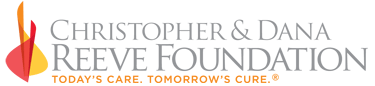 CHRISTOPHER & DANA
REEVE FOUNDATION
TODAY'S CARE. TOMORROW'S CURE.®